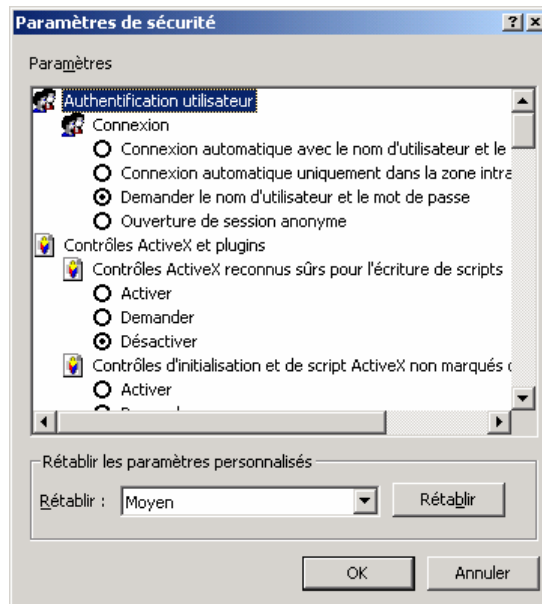 Paramètres de sécurité
Paramètres
Authentification utilisateur
Connexion
Connexion automatique avec le nom d'utilisateur et le
Connexion automatique uniquement dans la zone intra
Demander le nom d'utilisateur et le mot de passe
Ouverture de session anonyme
Contrôles ActiveX et plugins
Contrôles ActiveX reconnus sûrs pour l'écriture de scripts
Activer
Demander
Désactiver
Contrôles d'initialisation et de script ActiveX non marqués
Activer
Rétablir les paramètres personnalisés
Rétablir :
Moyen
Rétablir
OK
Annuler